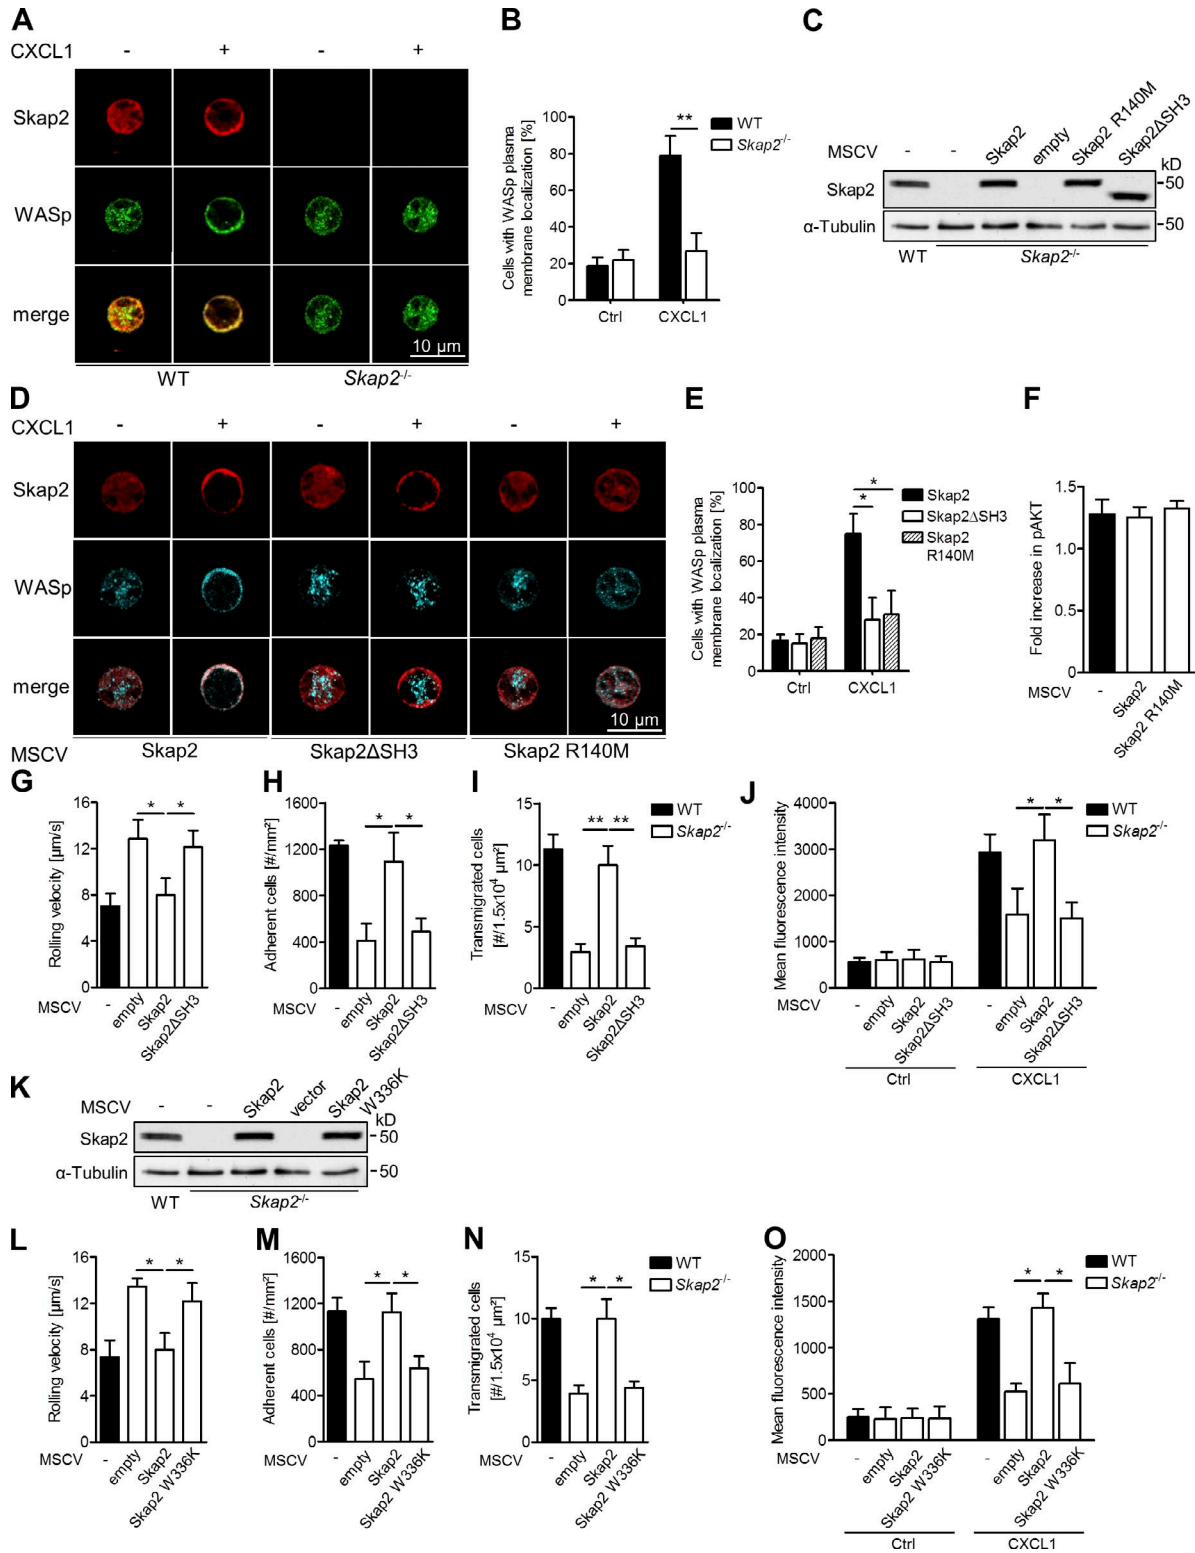 A
CXCL1 - + - +
Skap2
WASp
merge
10 µm
WT Skap2-/-
B
Cells with WASp plasma
membrane localization [%]
100
80
60
40
20
0
**
WT
Skap2-/-
Ctrl CXCL1
C
MSCV - - Skap2 empty Skap2 R140M Skap2ΔSH3
kD
Skap2 50
α-Tubulin 50
WT Skap2-/-
D
CXCL1 - + - + - +
Skap2
WASp
merge
10 µm
MSCV Skap2 Skap2ΔSH3 Skap2 R140M
E
Cells with WASp plasma
membrane localization [%]
100
80
60
40
20
0
*
*
Skap2
Skap2ΔSH3
Skap2
R140M
Ctrl CXCL1
F
Fold increase in pAKT
1.5
1.0
0.5
0
MSCV - Skap2 Skap2 R140M
G
Rolling velocity [µm/s]
16
12
8
4
0
* *
MSCV - empty Skap2 Skap2ΔSH3
H
Adherent cells [#/mm²]
1600
1200
800
400
0
* *
MSCV - empty Skap2 Skap2ΔSH3
I
Transmigrated cells
[#/1.5x10⁴ µm²]
15
10
5
0
** **
WT
Skap2-/-
MSCV - empty Skap2 Skap2ΔSH3
J
Mean fluorescence intensity
4000
3000
2000
1000
0
* *
MSCV - empty Skap2 Skap2ΔSH3 - empty Skap2 Skap2ΔSH3
Ctrl CXCL1
K
MSCV - - Skap2 vector Skap2 W336K
kD
Skap2 50
α-Tubulin 50
WT Skap2-/-
L
Rolling velocity [µm/s]
16
12
8
4
0
* *
MSCV - empty Skap2 Skap2 W336K
M
Adherent cells [#/mm²]
1600
1200
800
400
0
* *
MSCV - empty Skap2 Skap2 W336K
N
Transmigrated cells
[#/1.5x10⁴ µm²]
15
10
5
0
* *
WT
Skap2-/-
MSCV - empty Skap2 Skap2 W336K
O
Mean fluorescence intensity
2000
1500
1000
500
0
* *
MSCV - empty Skap2 Skap2 W336K - empty Skap2 Skap2 W336K
Ctrl CXCL1